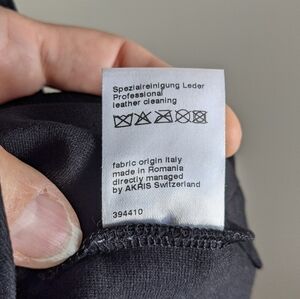 Spezialreinigung Leder
Professional
leather cleaning
fabric origin Italy
made in Romania
directly managed
by AKRIS Switzerland
394410